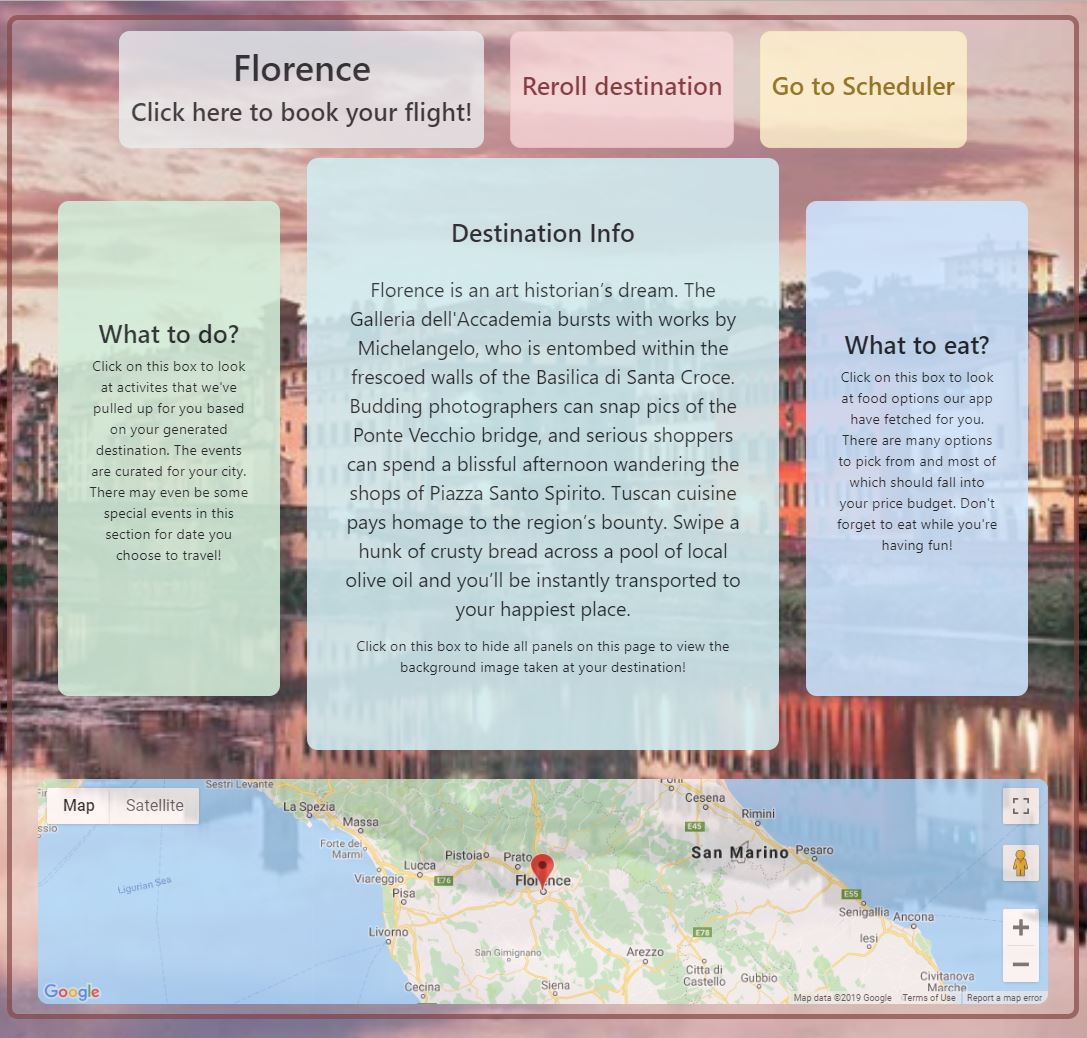 Florence
Click here to book your flight!
Reroll destination
Go to Scheduler
What to do?
Click on this box to look
at activites that we've
pulled up for you based
on your generated
destination. The events
are curated for your city.
There may even be some
special events in this
section for date you
choose to travel!
Destination Info
Florence is an art historian’s dream. The
Galleria dell'Accademia bursts with works by
Michelangelo, who is entombed within the
frescoed walls of the Basilica di Santa Croce.
Budding photographers can snap pics of the
Ponte Vecchio bridge, and serious shoppers
can spend a blissful afternoon wandering the
shops of Piazza Santo Spirito. Tuscan cuisine
pays homage to the region’s bounty. Swipe a
hunk of crusty bread across a pool of local
olive oil and you’ll be instantly transported to
your happiest place.
Click on this box to hide all panels on this page to view the
background image taken at your destination!
What to eat?
Click on this box to look
at food options our app
have fetched for you.
There are many options
to pick from and most of
which should fall into
your price budget. Don't
forget to eat while you're
having fun!
Map
Satellite
Sestri Levante
La Spezia
Massa
Forte dei
Marmi
Viareggio
Lucca
Pistoia
Prato
E76
Pisa
Florence
Ligurian Sea
Livorno
San Gimignano
Cecina
Siena
Arezzo
E78
Città di
Castello
Gubbio
Cesena
E45
Rimini
San Marino
Pesaro
E55
Senigallia
Ancona
Iesi
Civitanova
Marche
Google
Map data ©2019 Google
Terms of Use
Report a map error